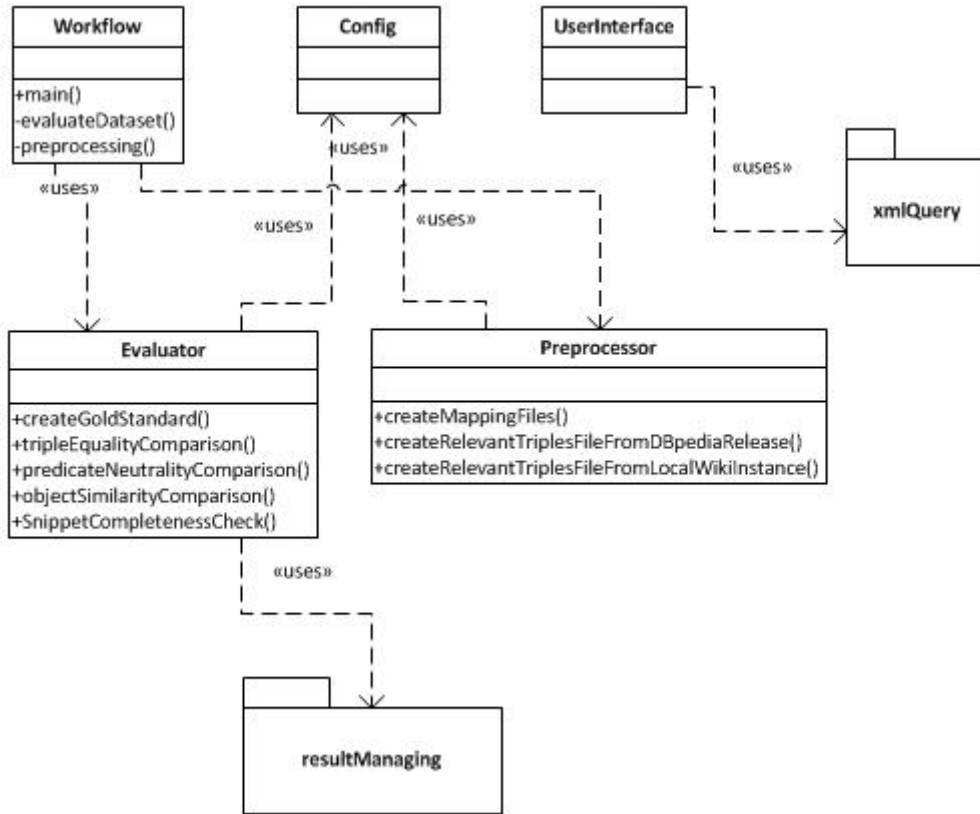 Workflow
+main()
-evaluateDataset()
-preprocessing()
Config
UserInterface
«uses»
«uses»
«uses»
«uses»
«uses»
xmlQuery
Evaluator
+createGoldStandard()
+tripleEqualityComparison()
+predicateNeutralityComparison()
+objectSimilarityComparison()
+SnippetCompletenessCheck()
Preprocessor
+createMappingFiles()
+createRelevantTriplesFileFromDBpediaRelease()
+createRelevantTriplesFileFromLocalWikiInstance()
«uses»
resultManaging